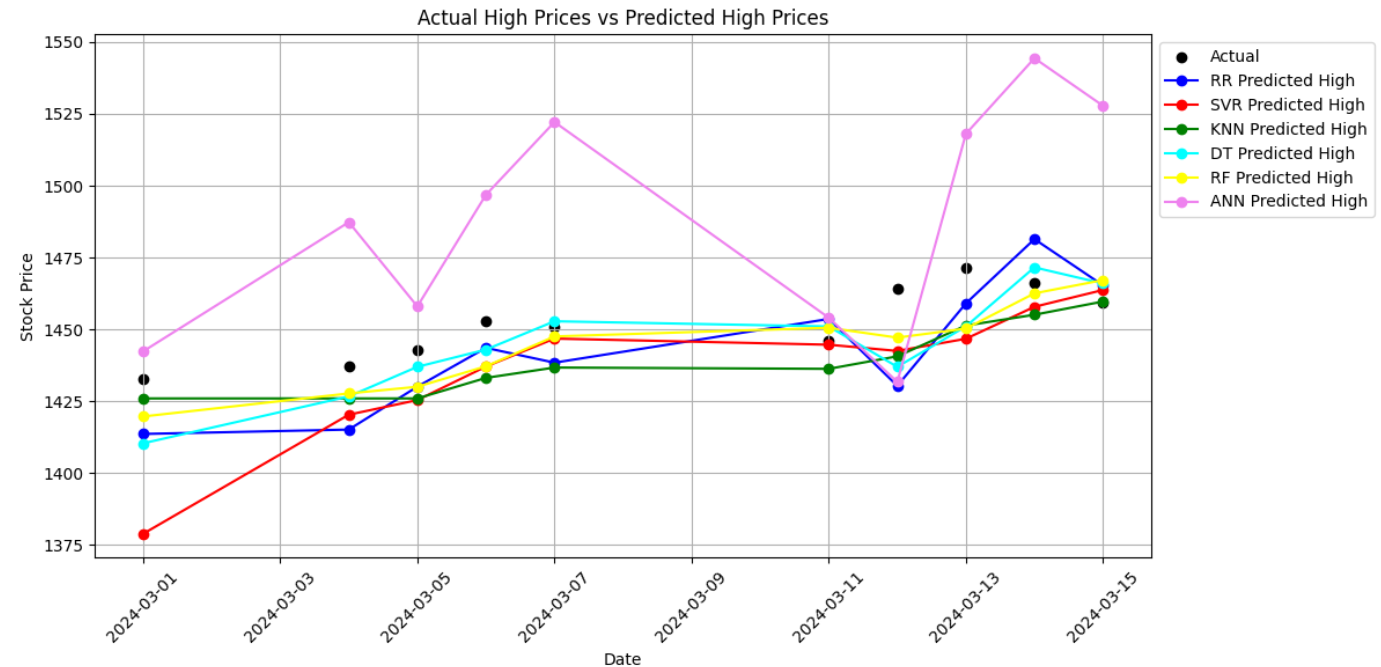 Actual High Prices vs Predicted High Prices
Stock Price
1550
1525
1500
1475
1450
1425
1400
1375
2024-03-01
2024-03-03
2024-03-05
2024-03-07
2024-03-09
2024-03-11
2024-03-13
2024-03-15
Date
Actual
RR Predicted High
SVR Predicted High
KNN Predicted High
DT Predicted High
RF Predicted High
ANN Predicted High